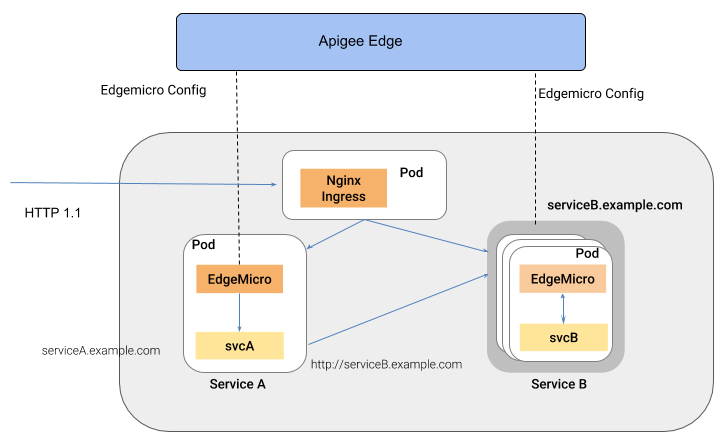 Apigee Edge
Edgemicro Config
Edgemicro Config
Pod
Nginx
Ingress
HTTP 1.1
serviceB.example.com
Pod
Pod
EdgeMicro
EdgeMicro
svcA
svcB
serviceA.example.com
http://serviceB.example.com
Service A
Service B